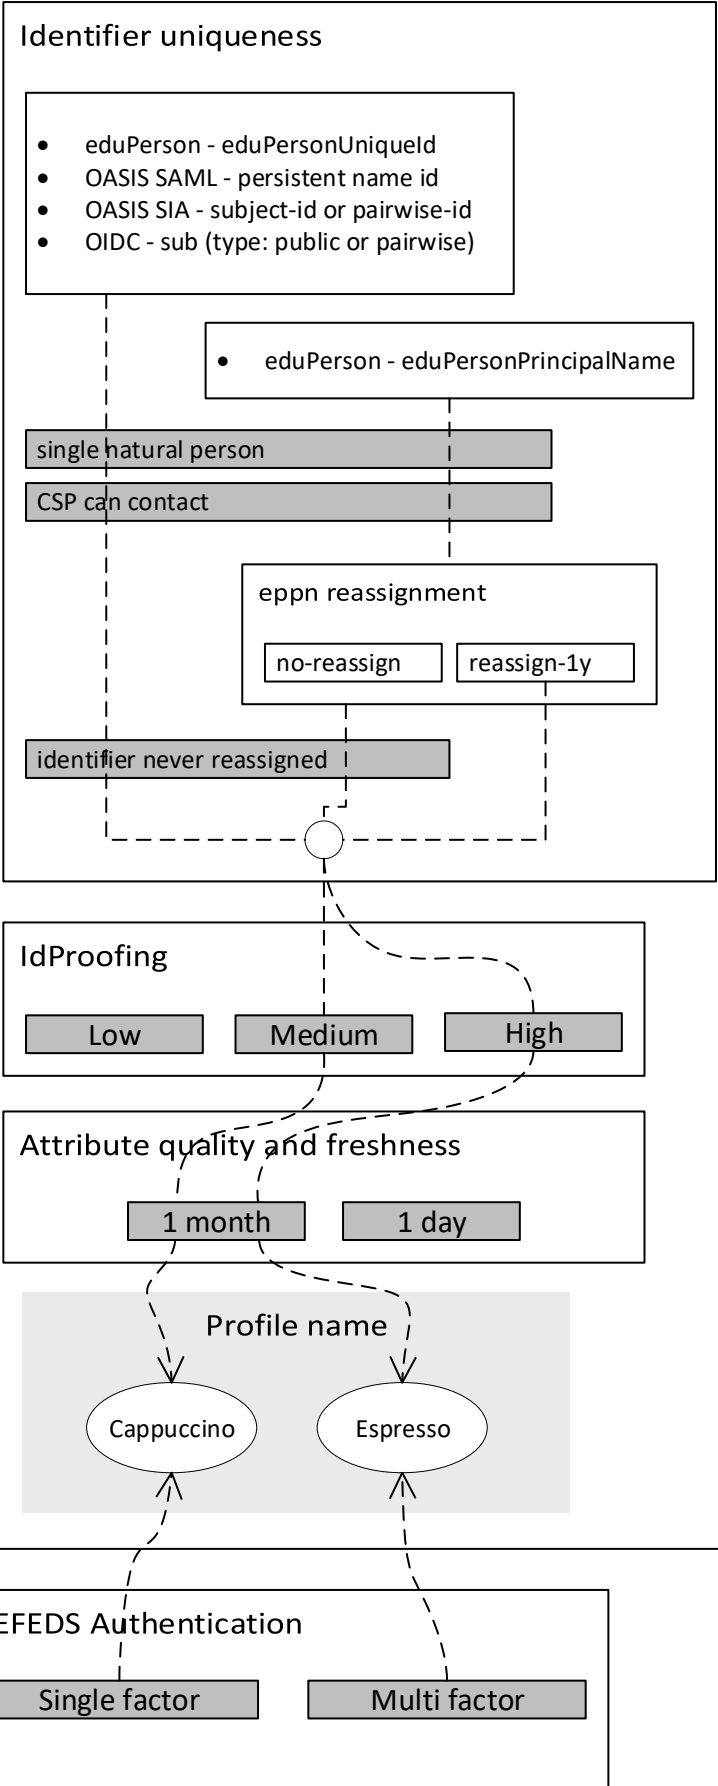 Identifier uniqueness
• eduPerson - eduPersonUniqueId
• OASIS SAML - persistent name id
• OASIS SIA - subject-id or pairwise-id
• OIDC - sub (type: public or pairwise)
• eduPerson - eduPersonPrincipalName
single natural person
CSP can contact
eppn reassignment
no-reassign
reassign-1y
identifier never reassigned
IdProofing
Low
Medium
High
Attribute quality and freshness
1 month
1 day
Profile name
Cappuccino
Espresso
EFEDS Authentication
Single factor
Multi factor